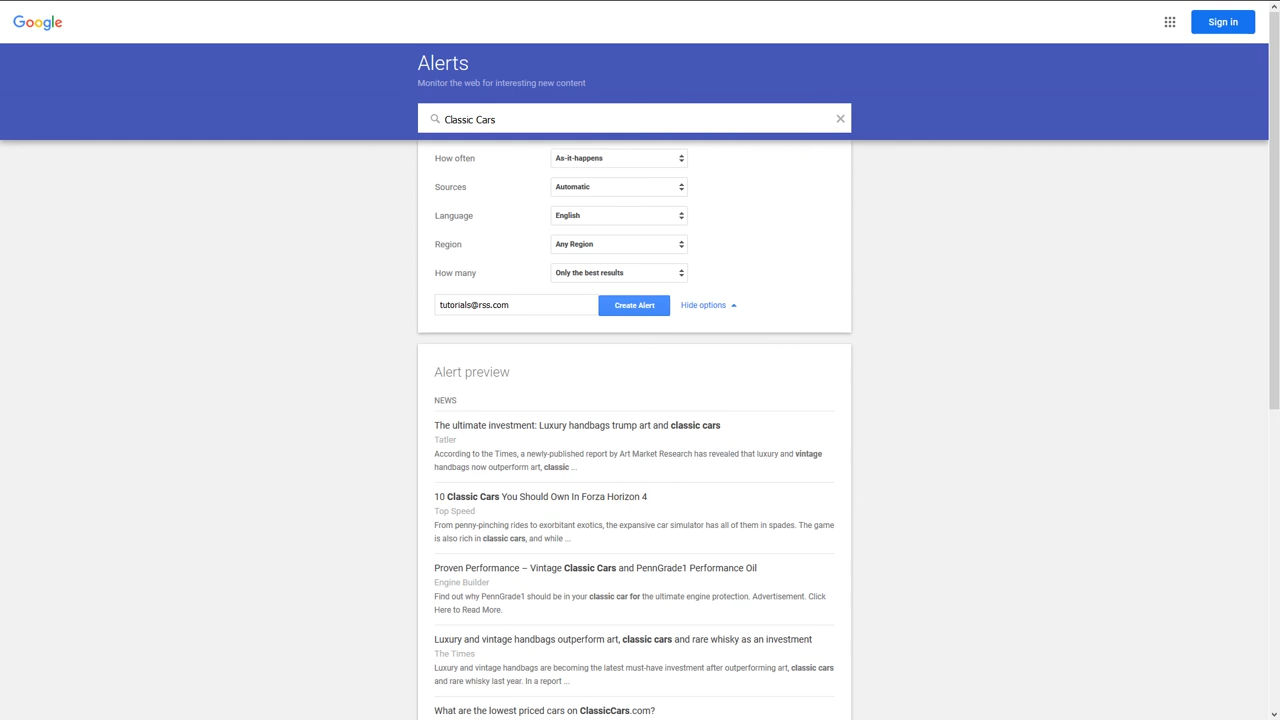 Google
Sign in
Alerts
Monitor the web for interesting new content
Classic Cars
How often As-it-happens
Sources Automatic
Language English
Region Any Region
How many Only the best results
tutorials@rss.com Create Alert Hide options
Alert preview
NEWS
The ultimate investment: Luxury handbags trump art and classic cars
Tatler
According to the Times, a newly-published report by Art Market Research has revealed that luxury and vintage
handbags now outperform art, classic ...
10 Classic Cars You Should Own In Forza Horizon 4
Top Speed
From penny-pinching rides to exorbitant exotics, the expansive car simulator has all of them in spades. The game
is also rich in classic cars, and while ...
Proven Performance – Vintage Classic Cars and PennGrade1 Performance Oil
Engine Builder
Find out why PennGrade1 should be in your classic car for the ultimate engine protection. Advertisement. Click
Here to Read More.
Luxury and vintage handbags outperform art, classic cars and rare whisky as an investment
The Times
Luxury and vintage handbags are becoming the latest must-have investment after outperforming art, classic cars
and rare whisky last year. In a report ...
What are the lowest priced cars on ClassicCars.com?